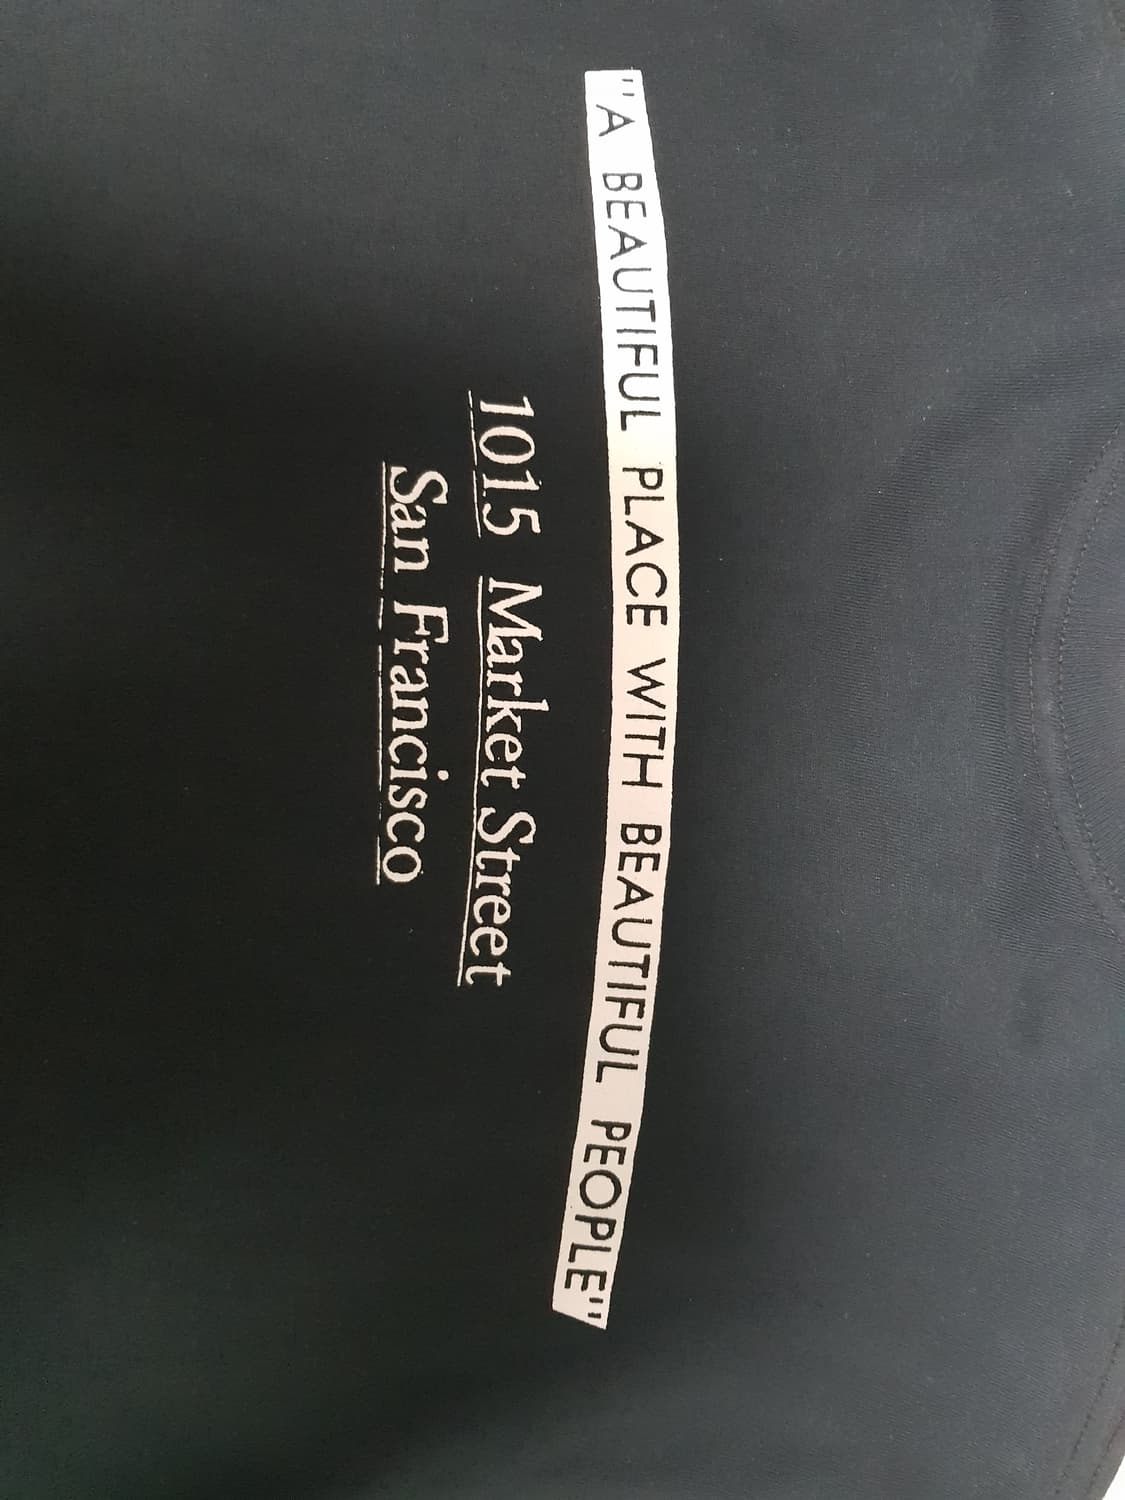 "A BEAUTIFUL PLACE WITH BEAUTIFUL PEOPLE"
1015 Market Street
San Francisco